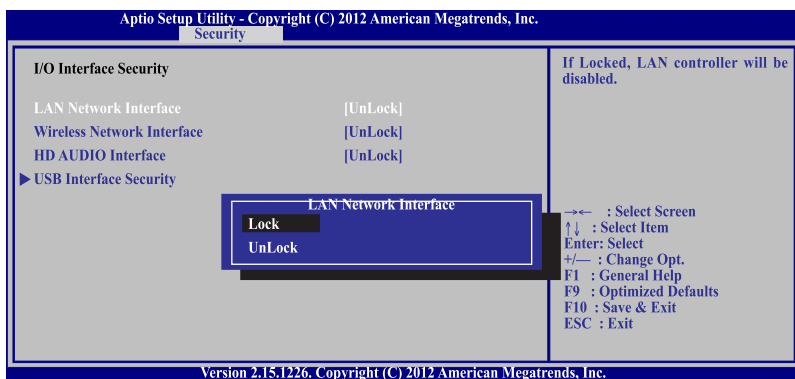 Aptio Setup Utility - Copyright (C) 2012 American Megatrends, Inc.
Security
I/O Interface Security
LAN Network Interface [UnLock]
Wireless Network Interface [UnLock]
HD AUDIO Interface [UnLock]
USB Interface Security
LAN Network Interface
Lock
UnLock
If Locked, LAN controller will be
disabled.
→← : Select Screen
↑↓ : Select Item
Enter: Select
+/— : Change Opt.
F1 : General Help
F9 : Optimized Defaults
F10 : Save & Exit
ESC : Exit
Version 2.15.1226. Copyright (C) 2012 American Megatrends, Inc.